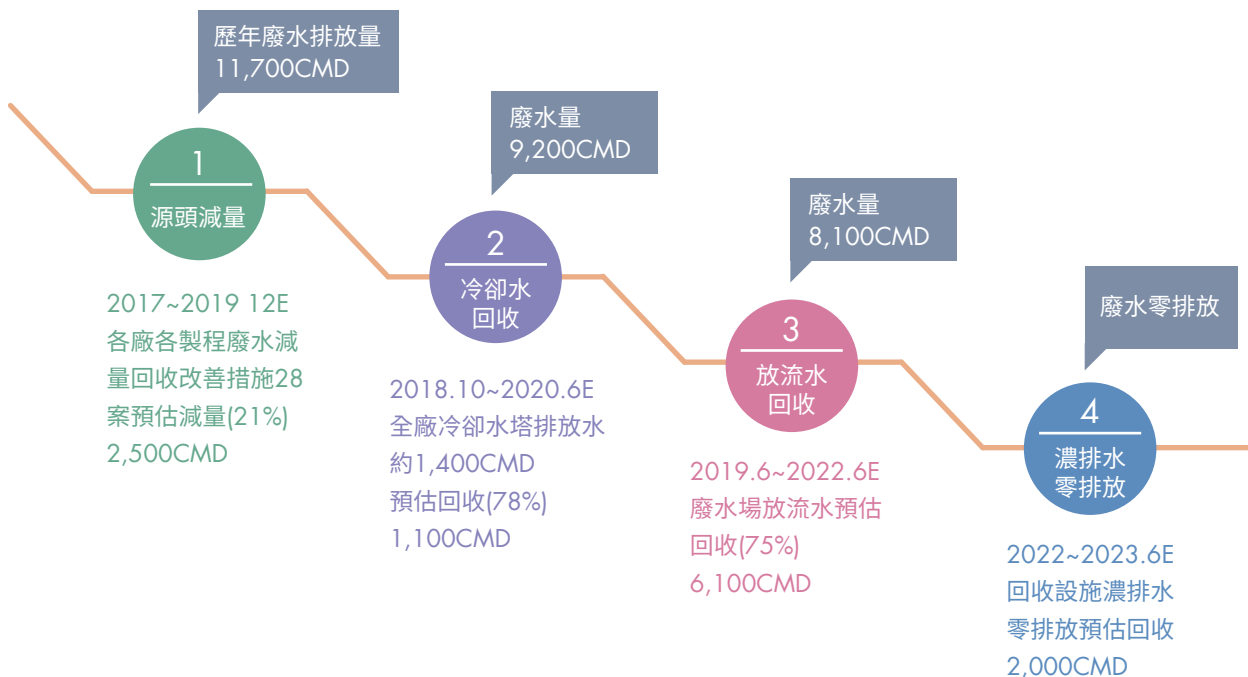 歷年廢水排放量
11,700CMD
1
源頭減量
2017~2019 12E
各廠各製程廢水減
量回收改善措施28
案預估減量(21%)
2,500CMD
廢水量
9,200CMD
2
冷卻水
回收
2018.10~2020.6E
全廠冷卻水塔排放水
約1,400CMD
預估回收(78%)
1,100CMD
廢水量
8,100CMD
3
放流水
回收
2019.6~2022.6E
廢水場放流水預估
回收(75%)
6,100CMD
廢水零排放
4
濃排水
零排放
2022~2023.6E
回收設施濃排水
零排放預估回收
2,000CMD